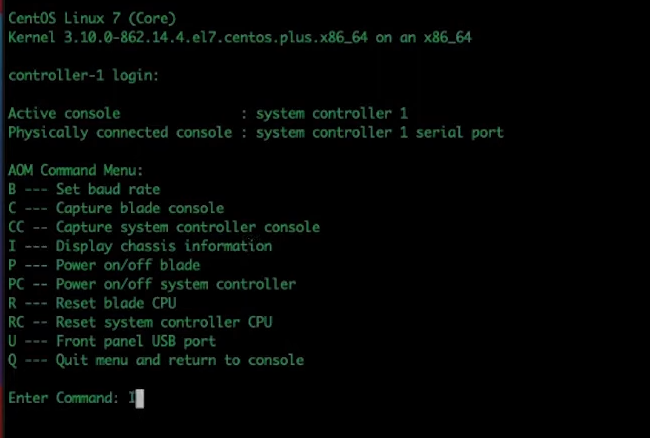 CentOS Linux 7 (Core)
Kernel 3.10.0-862.14.4.el7.centos.plus.x86_64 on an x86_64
controller-1 login:
Active console : system controller 1
Physically connected console : system controller 1 serial port
AOM Command Menu:
B --- Set baud rate
C --- Capture blade console
CC -- Capture system controller console
I --- Display chassis information
P --- Power on/off blade
PC -- Power on/off system controller
R --- Reset blade CPU
RC -- Reset system controller CPU
U --- Front panel USB port
Q --- Quit menu and return to console
Enter Command: I